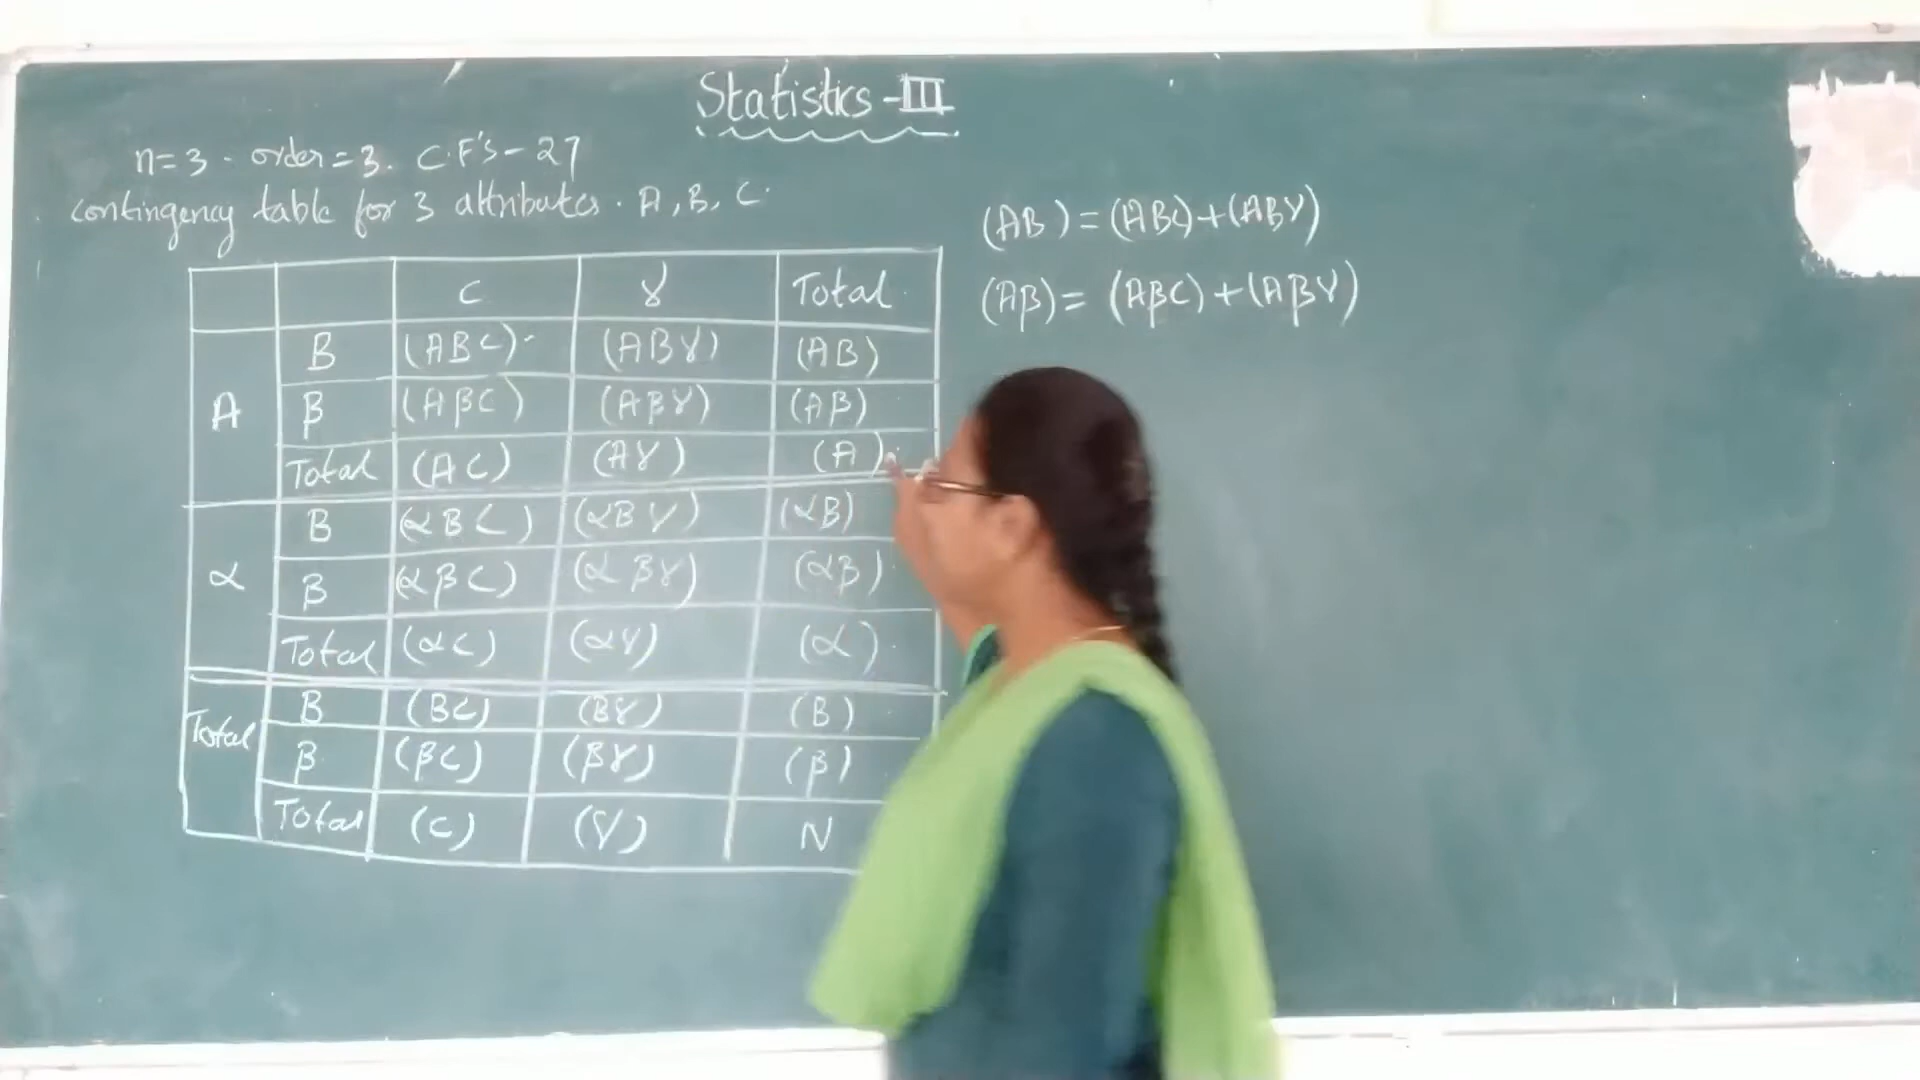 Statistics-III
n=3 - order=3. C.F's-27
contingency table for 3 attributes. A, B, C.
C γ Total
A
B (ABC) (ABγ) (AB)
β (AβC) (Aβγ) (Aβ)
Total (AC) (Aγ) (A)
α
B (αBC) (αBγ) (αB)
β (αβC) (αβγ) (αβ)
Total (αC) (αγ) (α)
Total
B (BC) (Bγ) (B)
β (βC) (βγ) (β)
Total (C) (γ) N
(AB) = (ABC)+(ABγ)
(Aβ) = (AβC)+(Aβγ)